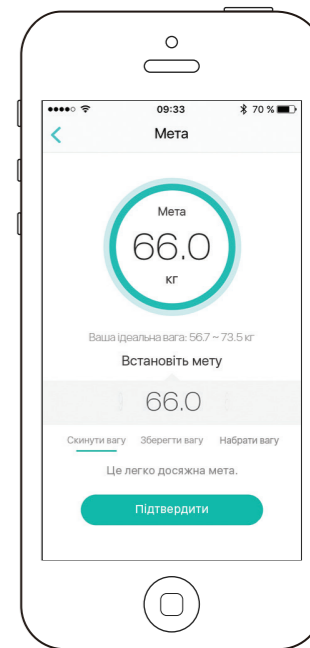 09:33
70 %
Мета
Мета
66.0
кг
Ваша ідеальна вага: 56.7 ~ 73.5 кг
Встановіть мету
66.0
Скинути вагу Зберегти вагу Набрати вагу
Це легко досяжна мета.
Підтвердити